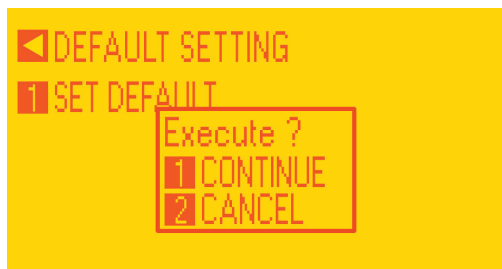 ◀ DEFAULT SETTING
1 SET DEFAULT
Execute ?
1 CONTINUE
2 CANCEL